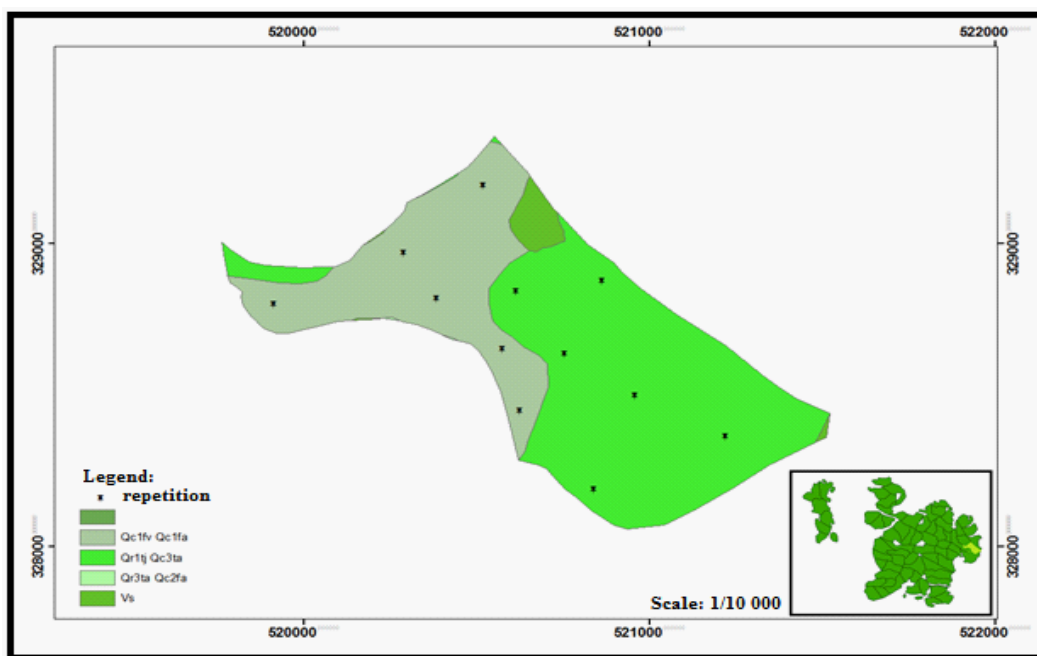 520000 521000 522000
329000 329000
328000 328000
Legend:
repetition
Qc1fv Qc1fa
Qr1tj Qc3ta
Qr3ta Qc2fa
Vs
Scale: 1/10 000
520000 521000 522000